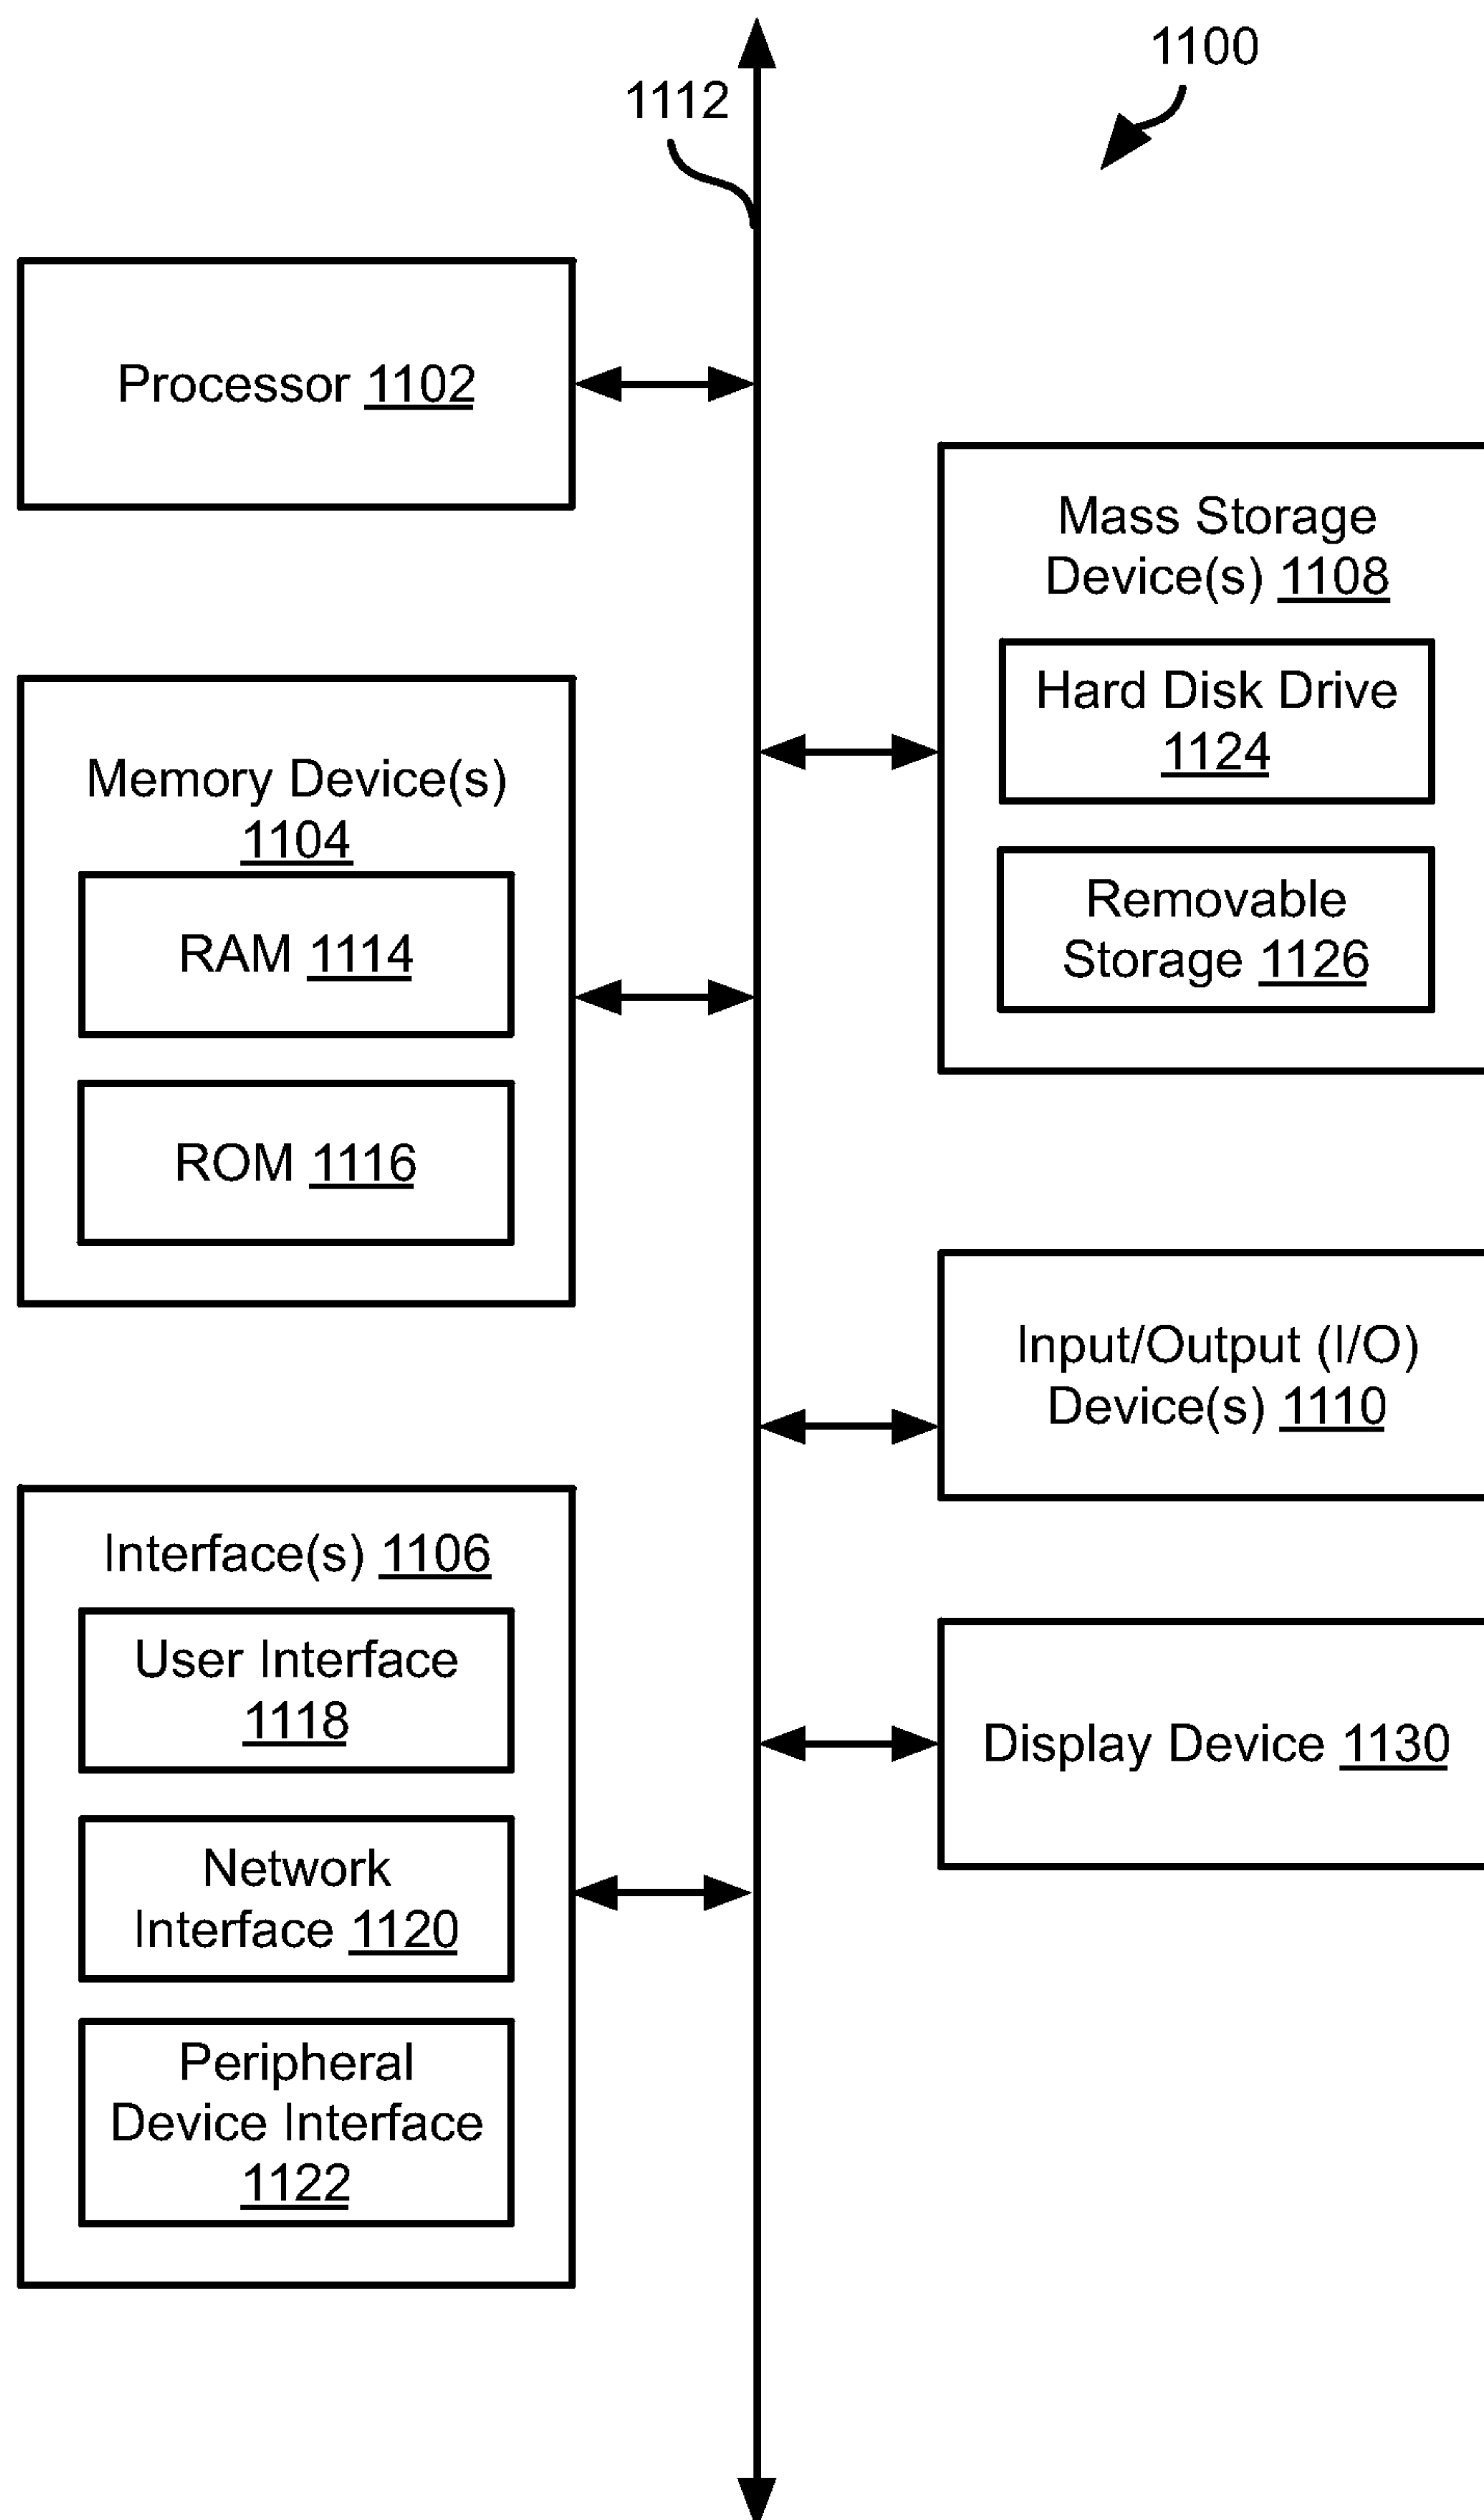 1100
1112
Processor 1102
Mass Storage
Device(s) 1108
Hard Disk Drive
1124
Removable
Storage 1126
Memory Device(s)
1104
RAM 1114
ROM 1116
Input/Output (I/O)
Device(s) 1110
Interface(s) 1106
User Interface
1118
Network
Interface 1120
Peripheral
Device Interface
1122
Display Device 1130